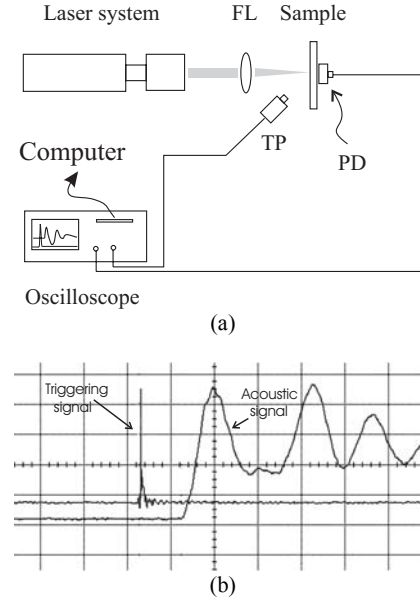 Laser system
FL
Sample
TP
PD
Computer
Oscilloscope
(a)
Triggering
signal
Acoustic
signal
(b)